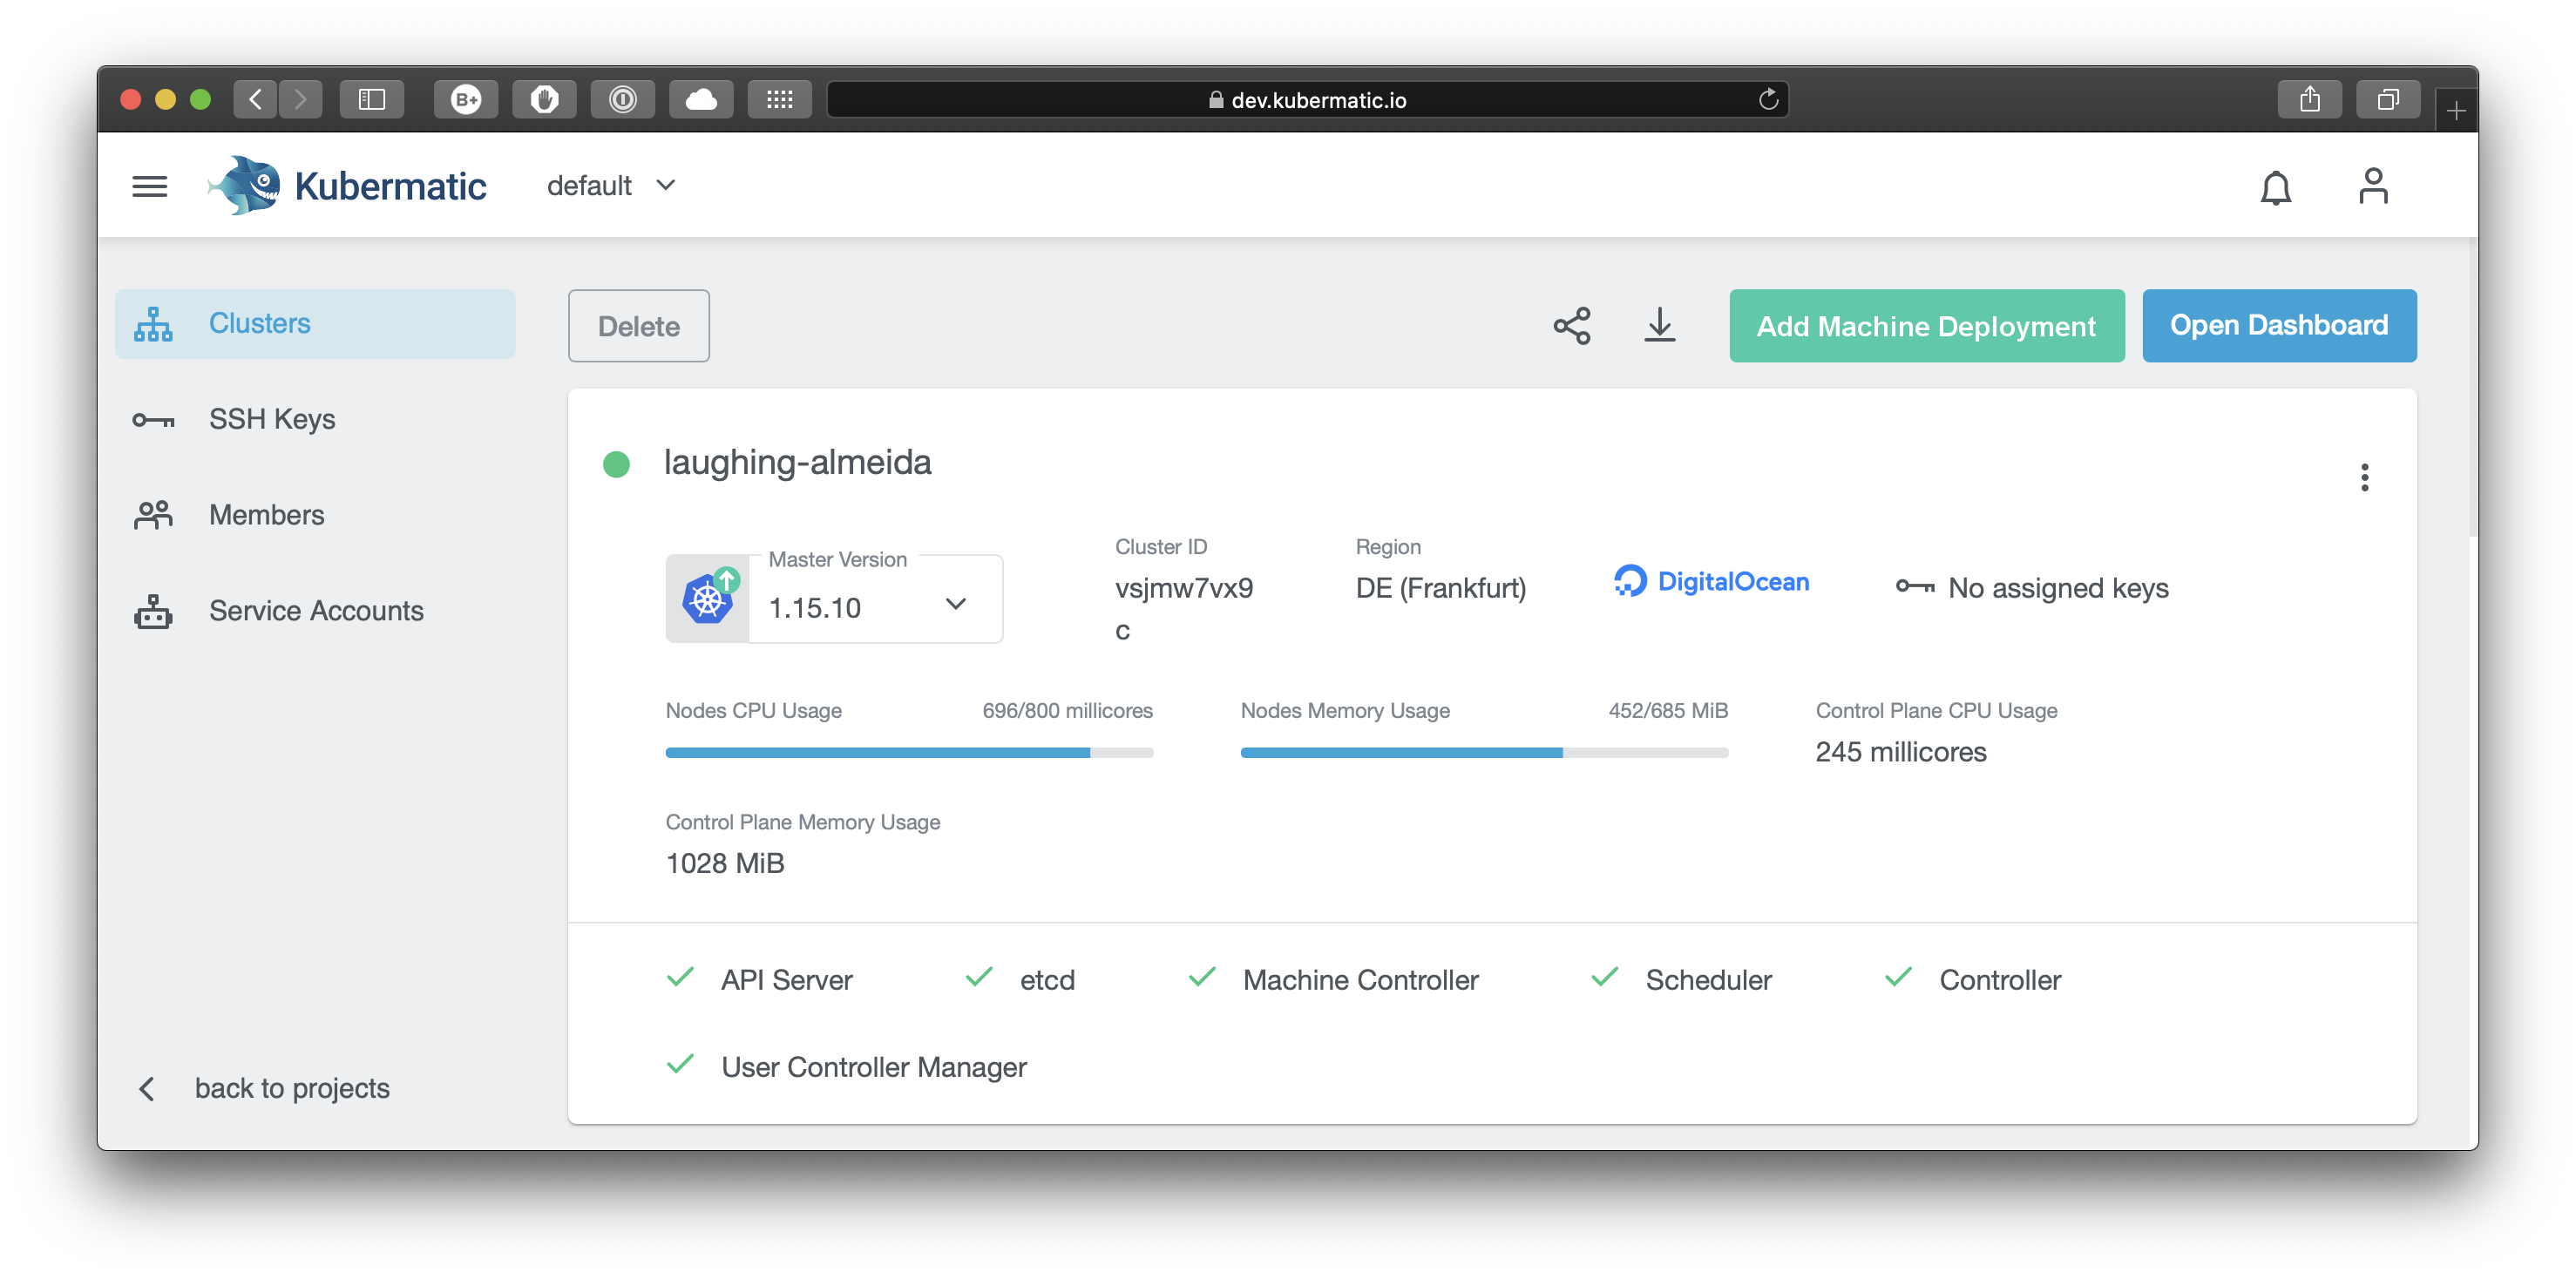 B+
dev.kubermatic.io
Kubermatic
default
Clusters
SSH Keys
Members
Service Accounts
back to projects
Delete
Add Machine Deployment
Open Dashboard
laughing-almeida
Master Version
1.15.10
Cluster ID
vsjmw7vx9
c
Region
DE (Frankfurt)
DigitalOcean
No assigned keys
Nodes CPU Usage
696/800 millicores
Nodes Memory Usage
452/685 MiB
Control Plane CPU Usage
245 millicores
Control Plane Memory Usage
1028 MiB
API Server
etcd
Machine Controller
Scheduler
Controller
User Controller Manager